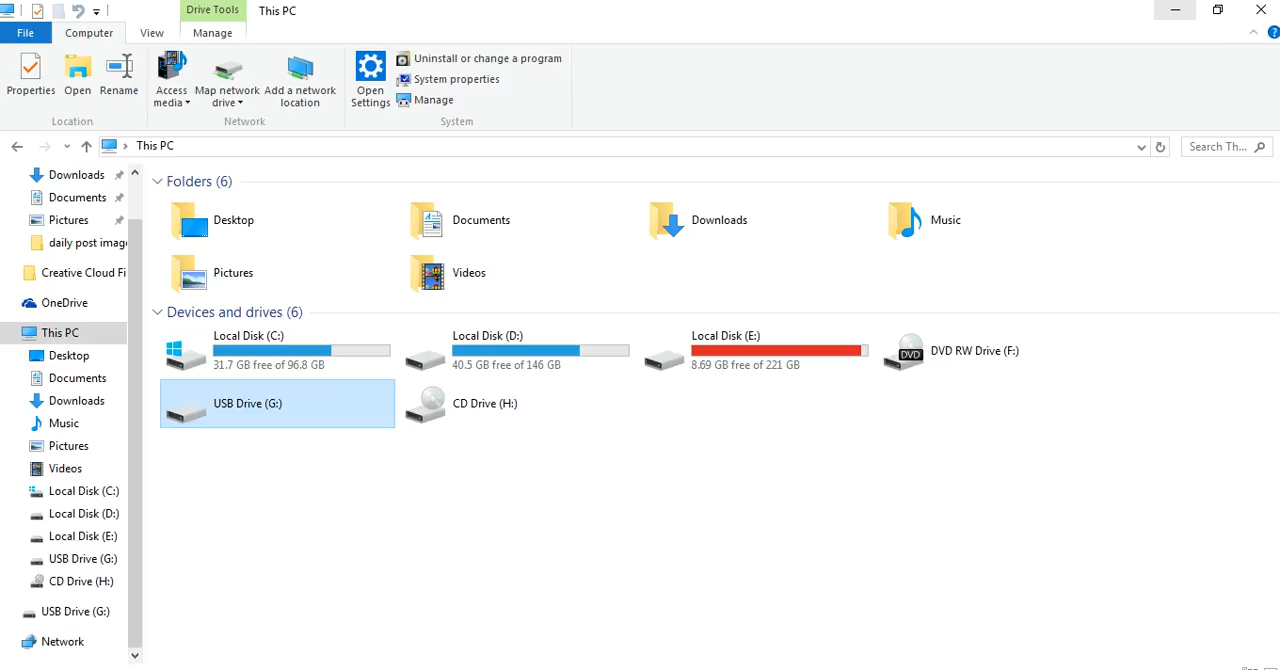 Drive Tools
This PC
File
Computer
View
Manage
Properties
Open
Rename
Access media
Map network drive
Add a network location
Open Settings
Uninstall or change a program
System properties
Manage
Location
Network
System
This PC
Search Th...
Downloads
Documents
Pictures
daily post imag
Creative Cloud Fi
OneDrive
This PC
Desktop
Documents
Downloads
Music
Pictures
Videos
Local Disk (C:)
Local Disk (D:)
Local Disk (E:)
USB Drive (G:)
CD Drive (H:)
USB Drive (G:)
Network
Folders (6)
Desktop
Documents
Downloads
Music
Pictures
Videos
Devices and drives (6)
Local Disk (C:)
31.7 GB free of 96.8 GB
Local Disk (D:)
40.5 GB free of 146 GB
Local Disk (E:)
8.69 GB free of 221 GB
DVD
DVD RW Drive (F:)
USB Drive (G:)
CD Drive (H:)